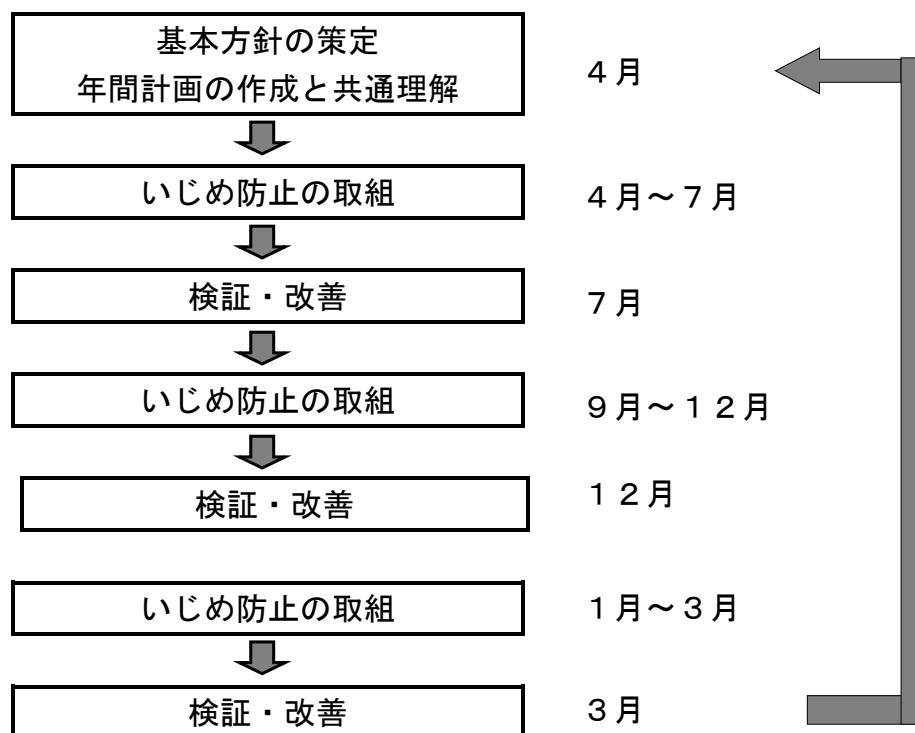 基本方針の策定
年間計画の作成と共通理解
４月
いじめ防止の取組
４月～７月
検証・改善
７月
いじめ防止の取組
９月～１２月
検証・改善
１２月
いじめ防止の取組
１月～３月
検証・改善
３月